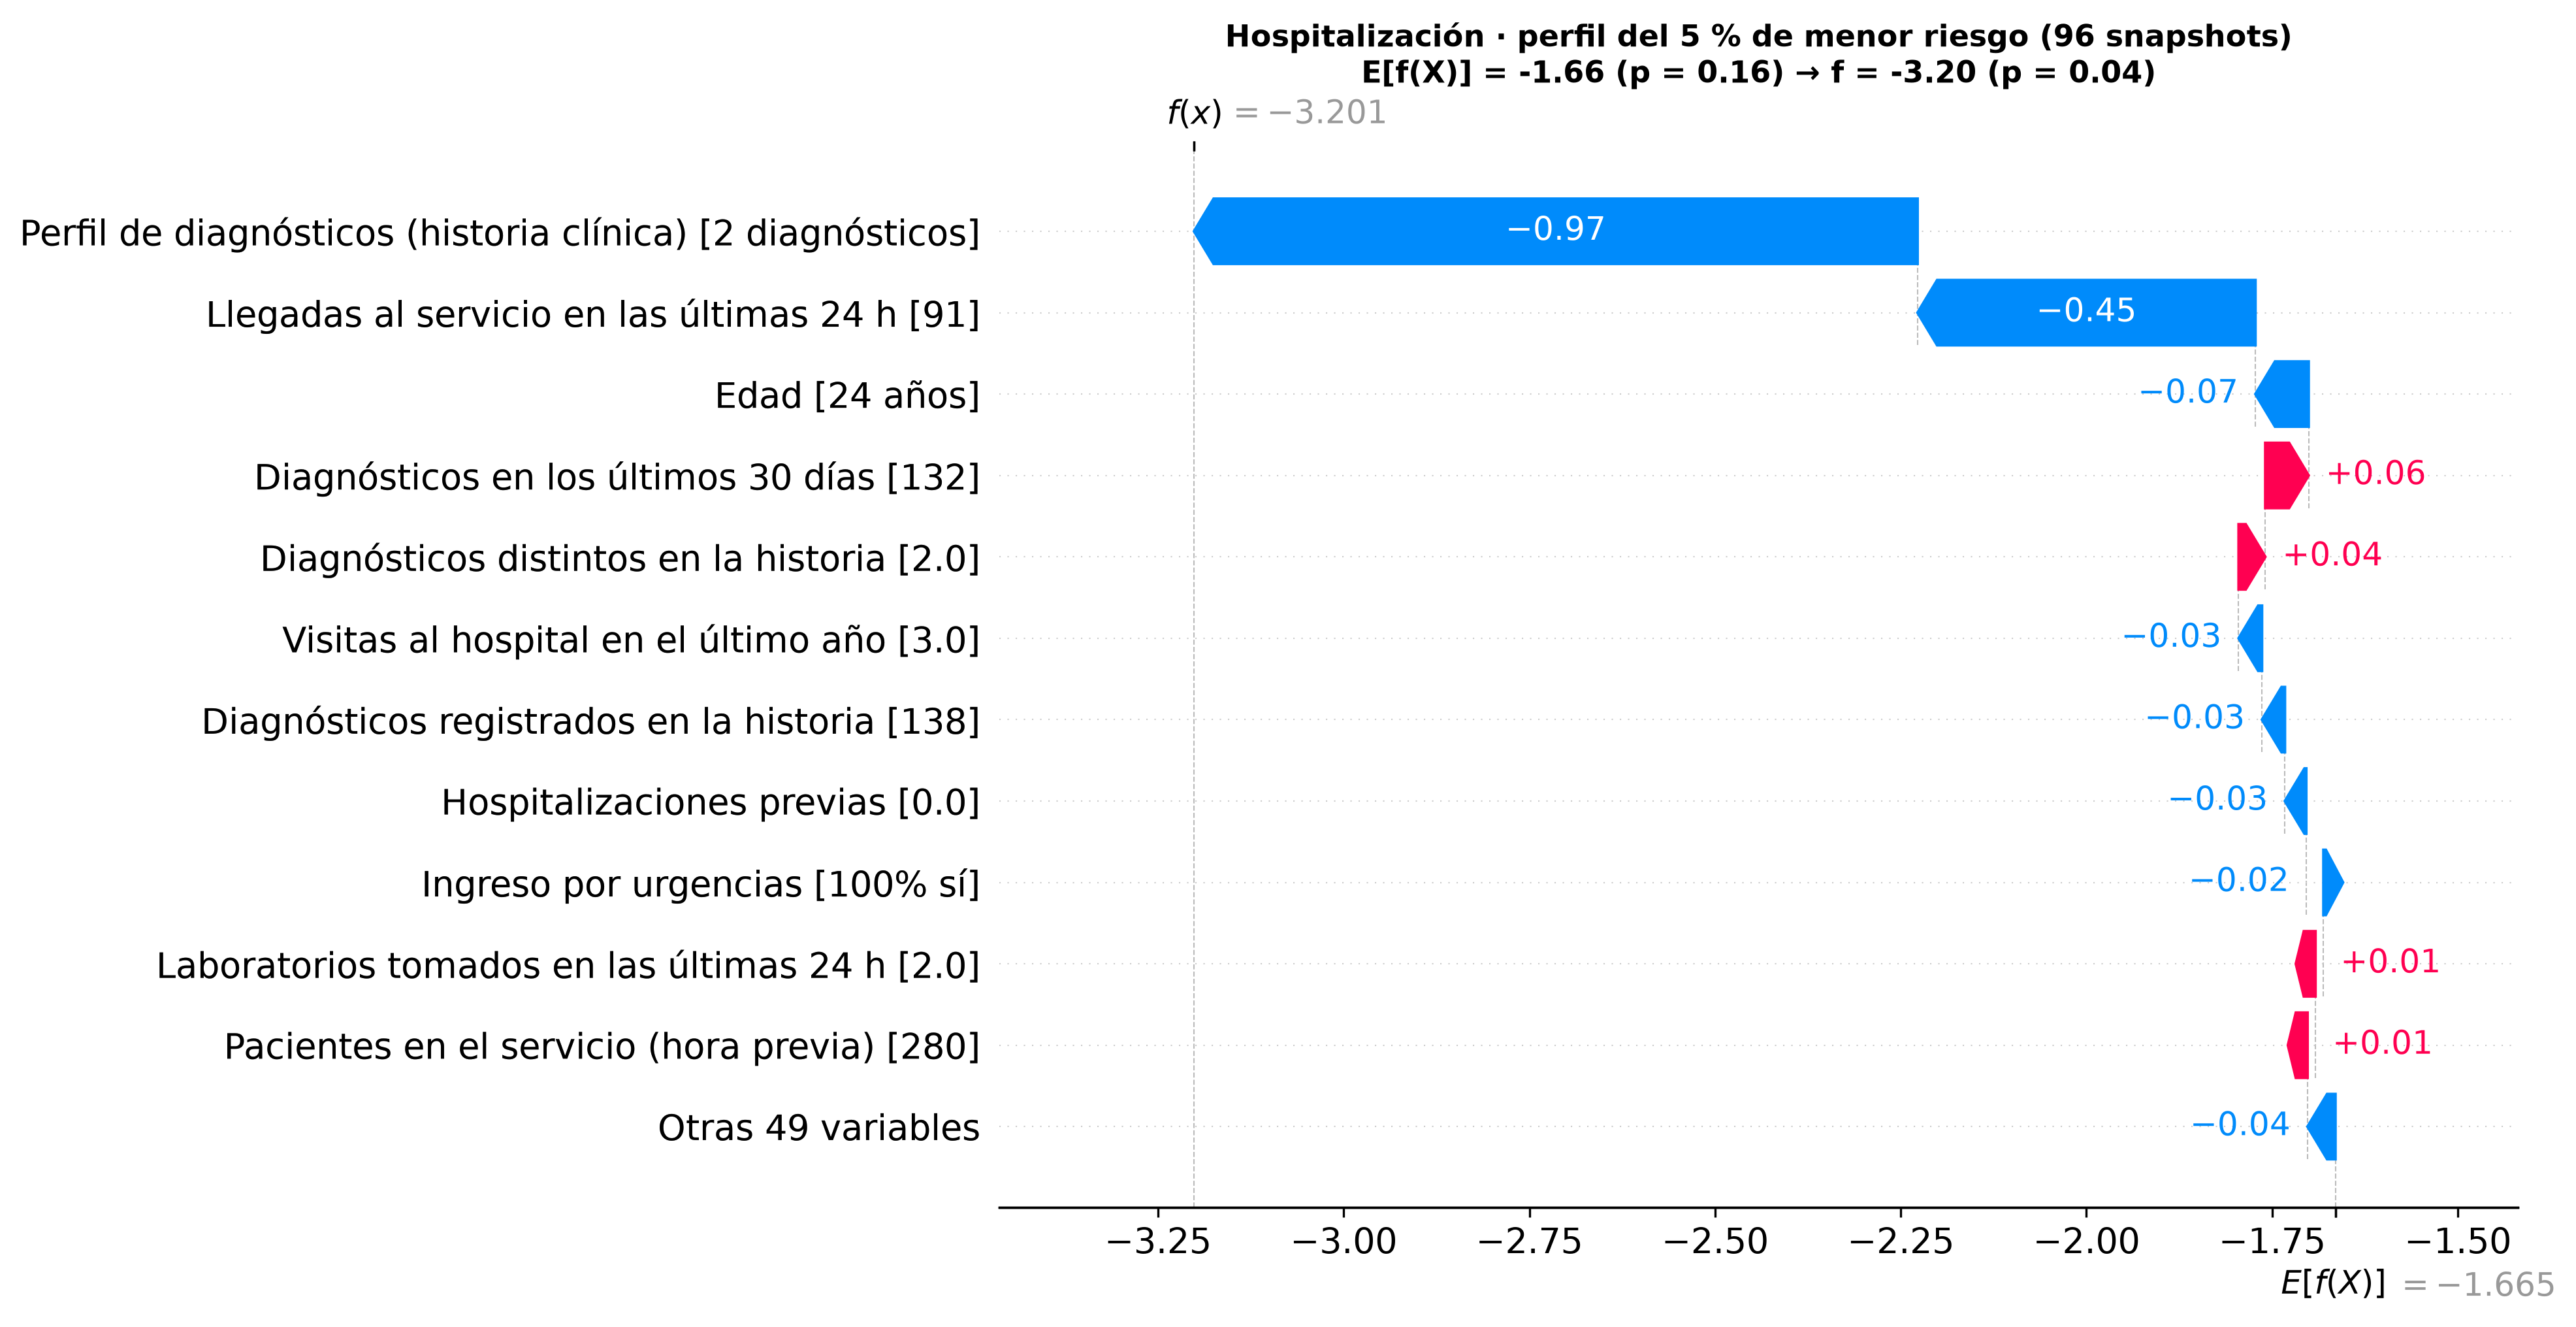 Hospitalización · perfil del 5 % de menor riesgo (96 snapshots)
E[f(X)] = -1.66 (p = 0.16) → f = -3.20 (p = 0.04)
f(x) = −3.201
Perfil de diagnósticos (historia clínica) [2 diagnósticos] −0.97
Llegadas al servicio en las últimas 24 h [91] −0.45
Edad [24 años] −0.07
Diagnósticos en los últimos 30 días [132] +0.06
Diagnósticos distintos en la historia [2.0] +0.04
Visitas al hospital en el último año [3.0] −0.03
Diagnósticos registrados en la historia [138] −0.03
Hospitalizaciones previas [0.0] −0.03
Ingreso por urgencias [100% sí] −0.02
Laboratorios tomados en las últimas 24 h [2.0] +0.01
Pacientes en el servicio (hora previa) [280] +0.01
Otras 49 variables −0.04
−3.25 −3.00 −2.75 −2.50 −2.25 −2.00 −1.75 −1.50
E[f(X)] = −1.665